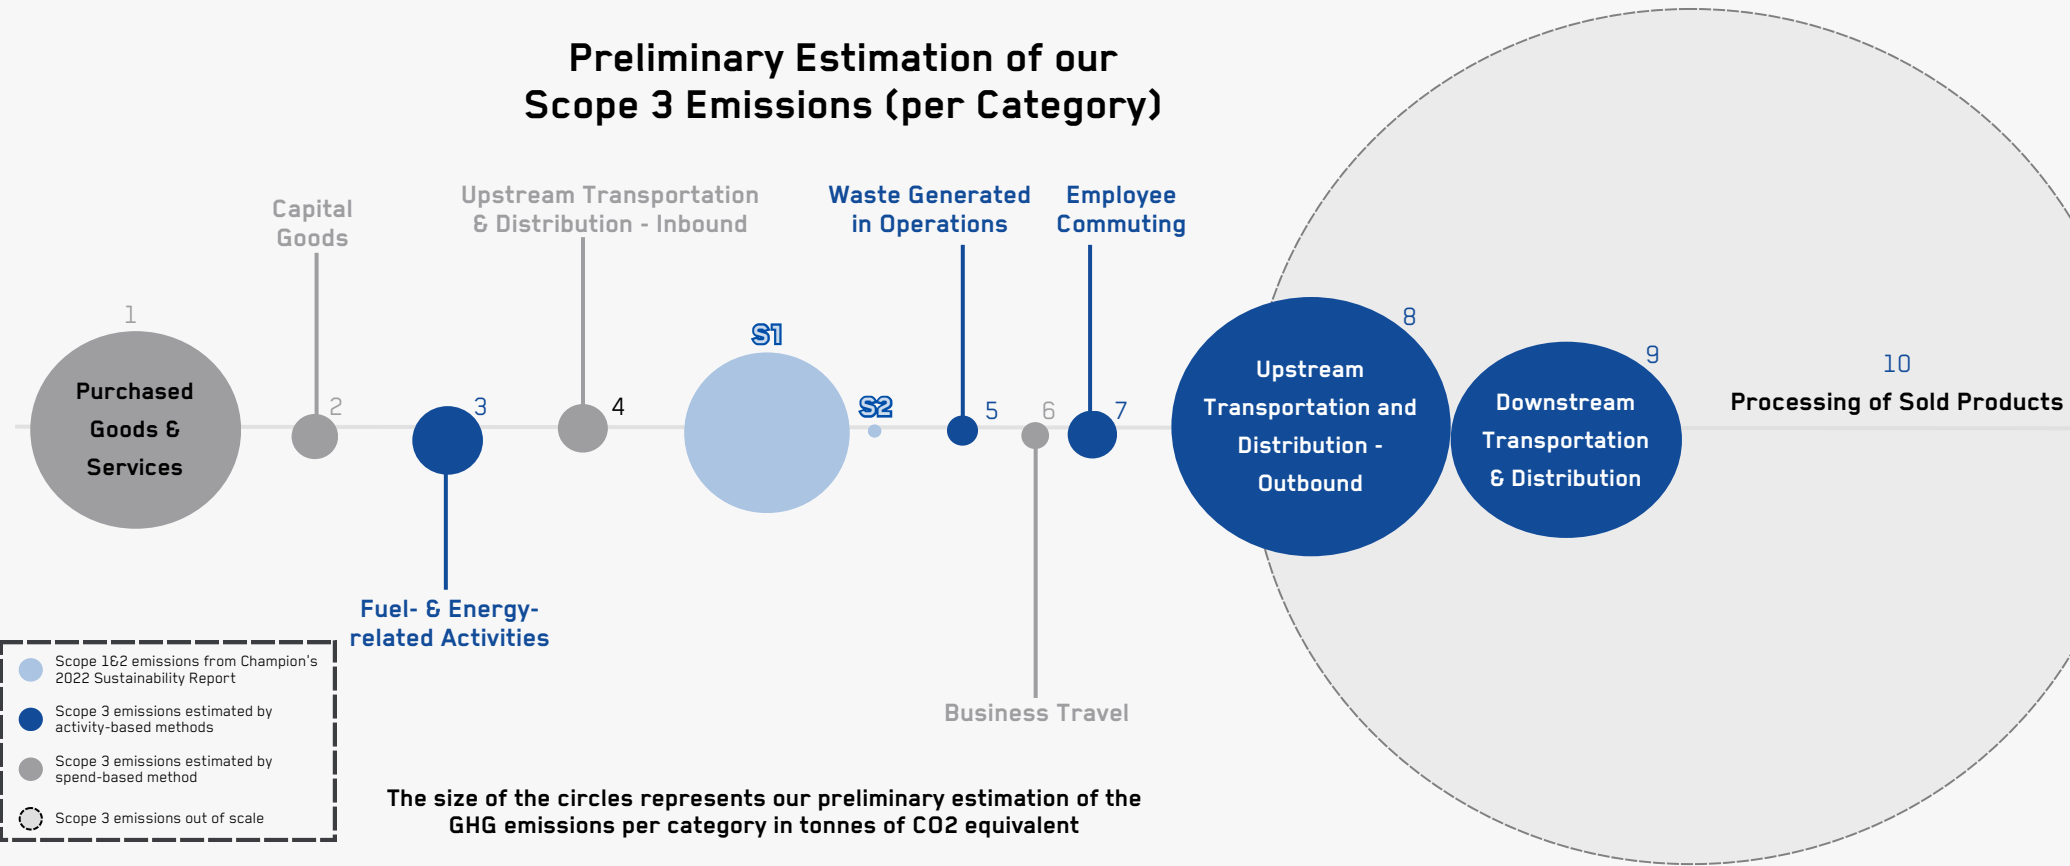 Preliminary Estimation of our
Scope 3 Emissions (per Category)
1
Purchased
Goods &
Services
Capital
Goods
2
3
Fuel- & Energy-
related Activities
Upstream Transportation
& Distribution - Inbound
4
S1
S2
Waste Generated
in Operations
5
6
Business Travel
Employee
Commuting
7
8
Upstream
Transportation and
Distribution -
Outbound
9
Downstream
Transportation
& Distribution
10
Processing of Sold Products
Scope 1&2 emissions from Champion's
2022 Sustainability Report
Scope 3 emissions estimated by
activity-based methods
Scope 3 emissions estimated by
spend-based method
Scope 3 emissions out of scale
The size of the circles represents our preliminary estimation of the
GHG emissions per category in tonnes of CO2 equivalent